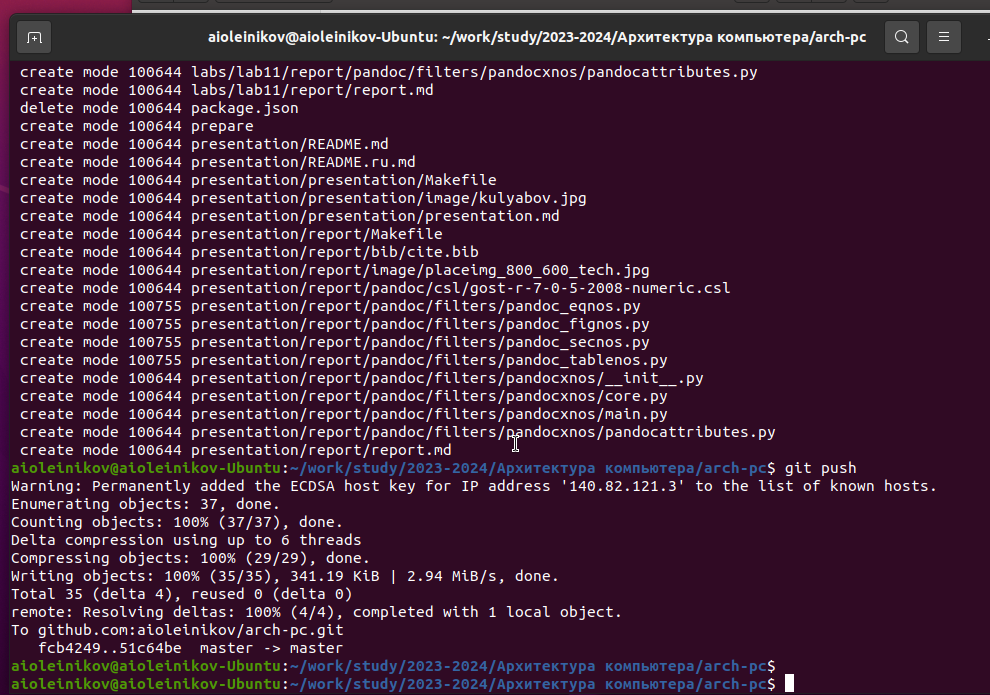 aioleinikov@aioleinikov-Ubuntu: ~/work/study/2023-2024/Архитектура компьютера/arch-pc
create mode 100644 labs/lab11/report/pandoc/filters/pandocxnos/pandocattributes.py
create mode 100644 labs/lab11/report/report.md
delete mode 100644 package.json
create mode 100644 prepare
create mode 100644 presentation/README.md
create mode 100644 presentation/README.ru.md
create mode 100644 presentation/presentation/Makefile
create mode 100644 presentation/presentation/image/kulyabov.jpg
create mode 100644 presentation/presentation/presentation.md
create mode 100644 presentation/report/Makefile
create mode 100644 presentation/report/bib/cite.bib
create mode 100644 presentation/report/image/placeimg_800_600_tech.jpg
create mode 100644 presentation/report/pandoc/csl/gost-r-7-0-5-2008-numeric.csl
create mode 100755 presentation/report/pandoc/filters/pandoc_eqnos.py
create mode 100755 presentation/report/pandoc/filters/pandoc_fignos.py
create mode 100755 presentation/report/pandoc/filters/pandoc_secnos.py
create mode 100755 presentation/report/pandoc/filters/pandoc_tablenos.py
create mode 100644 presentation/report/pandoc/filters/pandocxnos/__init__.py
create mode 100644 presentation/report/pandoc/filters/pandocxnos/core.py
create mode 100644 presentation/report/pandoc/filters/pandocxnos/main.py
create mode 100644 presentation/report/pandoc/filters/pandocxnos/pandocattributes.py
create mode 100644 presentation/report/report.md
aioleinikov@aioleinikov-Ubuntu:~/work/study/2023-2024/Архитектура компьютера/arch-pc$ git push
Warning: Permanently added the ECDSA host key for IP address '140.82.121.3' to the list of known hosts.
Enumerating objects: 37, done.
Counting objects: 100% (37/37), done.
Delta compression using up to 6 threads
Compressing objects: 100% (29/29), done.
Writing objects: 100% (35/35), 341.19 KiB | 2.94 MiB/s, done.
Total 35 (delta 4), reused 0 (delta 0)
remote: Resolving deltas: 100% (4/4), completed with 1 local object.
To github.com:aioleinikov/arch-pc.git
fcb4249..51c64be master -> master
aioleinikov@aioleinikov-Ubuntu:~/work/study/2023-2024/Архитектура компьютера/arch-pc$
aioleinikov@aioleinikov-Ubuntu:~/work/study/2023-2024/Архитектура компьютера/arch-pc$